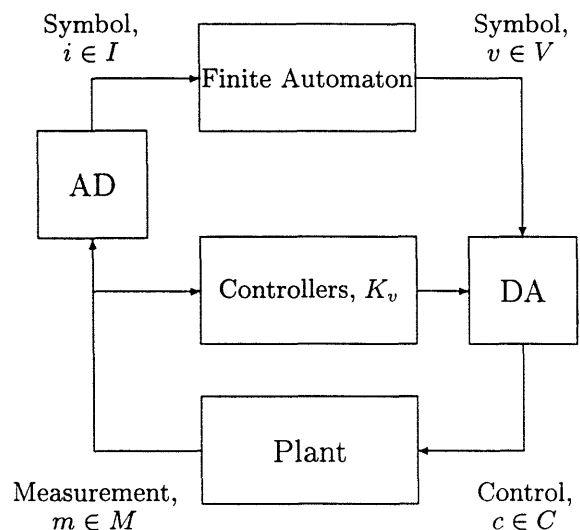 Symbol,
i ∈ I
Symbol,
v ∈ V
Finite Automaton
AD
Controllers, K_v
DA
Plant
Measurement,
m ∈ M
Control,
c ∈ C